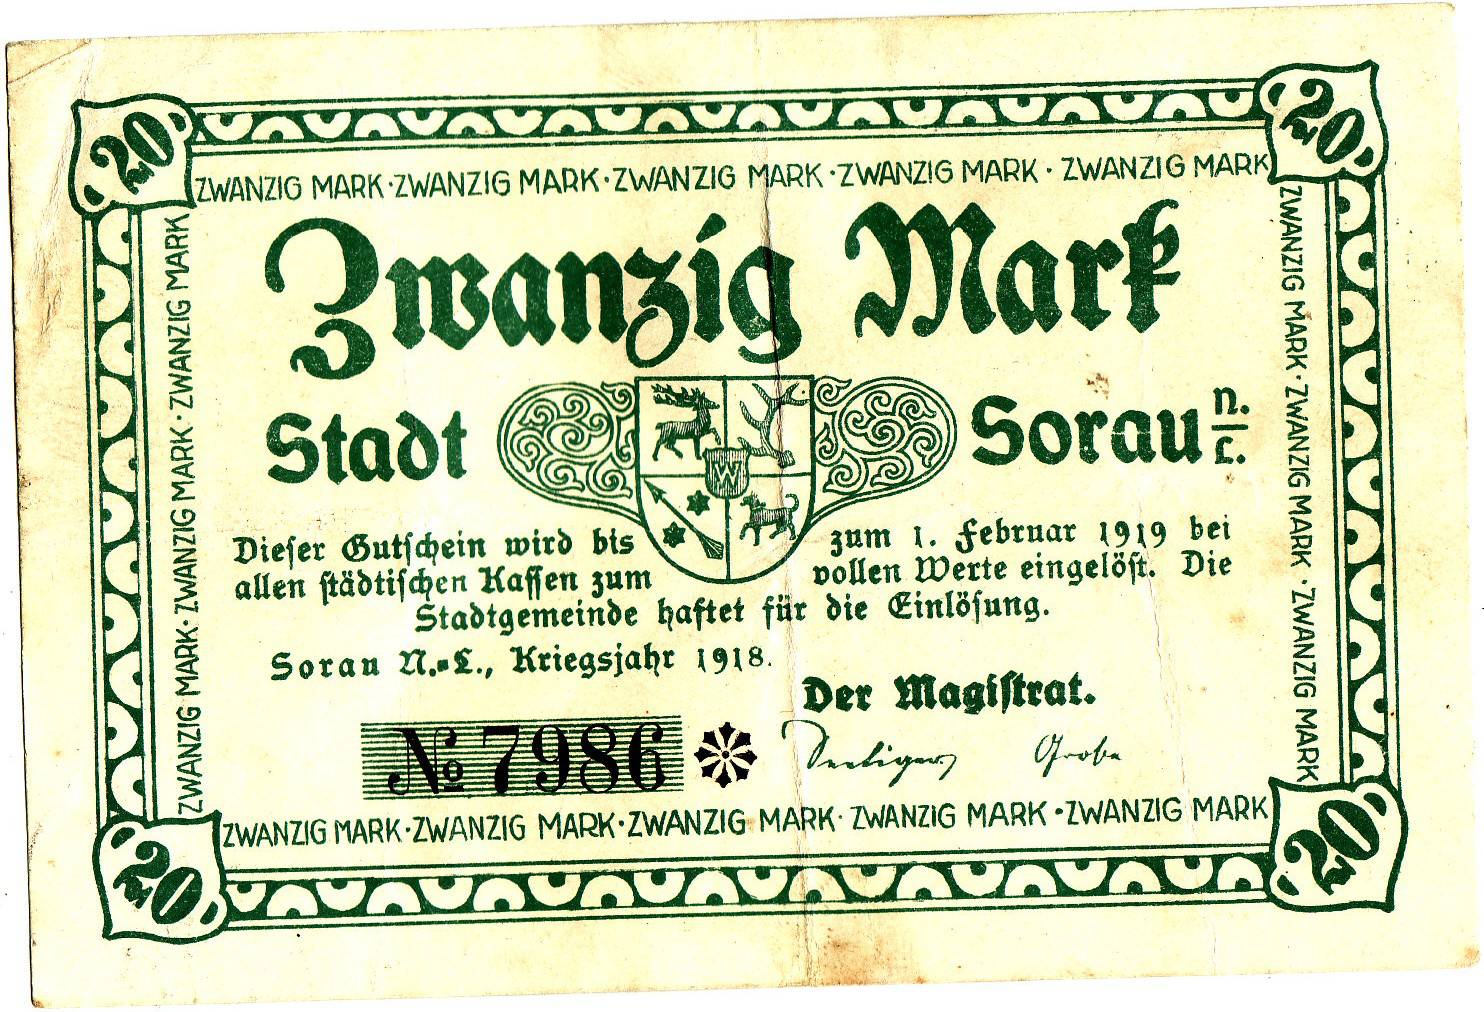 20 20
ZWANZIG MARK·ZWANZIG MARK·ZWANZIG MARK·ZWANZIG MARK· ZWANZIG MARK
ZWANZIG MARK·ZWANZIG MARK·ZWANZIG MARK
Zwanzig Mark
Stadt Sorau n./L.
W
Dieser Gutschein wird bis zum 1. Februar 1919 bei
allen städtischen Kassen zum vollen Werte eingelöst. Die
Stadtgemeinde haftet für die Einlösung.
Sorau N.-L., Kriegsjahr 1918.
Der Magistrat.
No 7986
Grobe
ZWANZIG MARK·ZWANZIG MARK·ZWANZIG MARK
ZWANZIG MARK·ZWANZIG MARK·ZWANZIG MARK· ZWANZIG MARK·ZWANZIG MARK
20 20